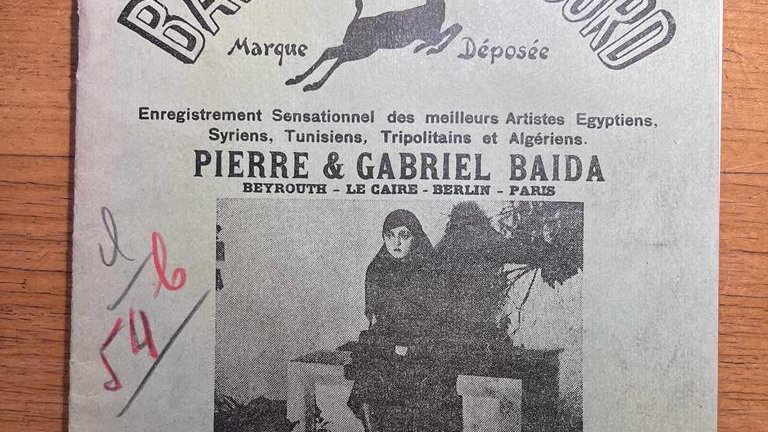 Marque Déposée
Enregistrement Sensationnel des meilleurs Artistes Egyptiens,
Syriens, Tunisiens, Tripolitains et Algériens.
PIERRE & GABRIEL BAIDA
BEYROUTH - LE CAIRE - BERLIN - PARIS
54